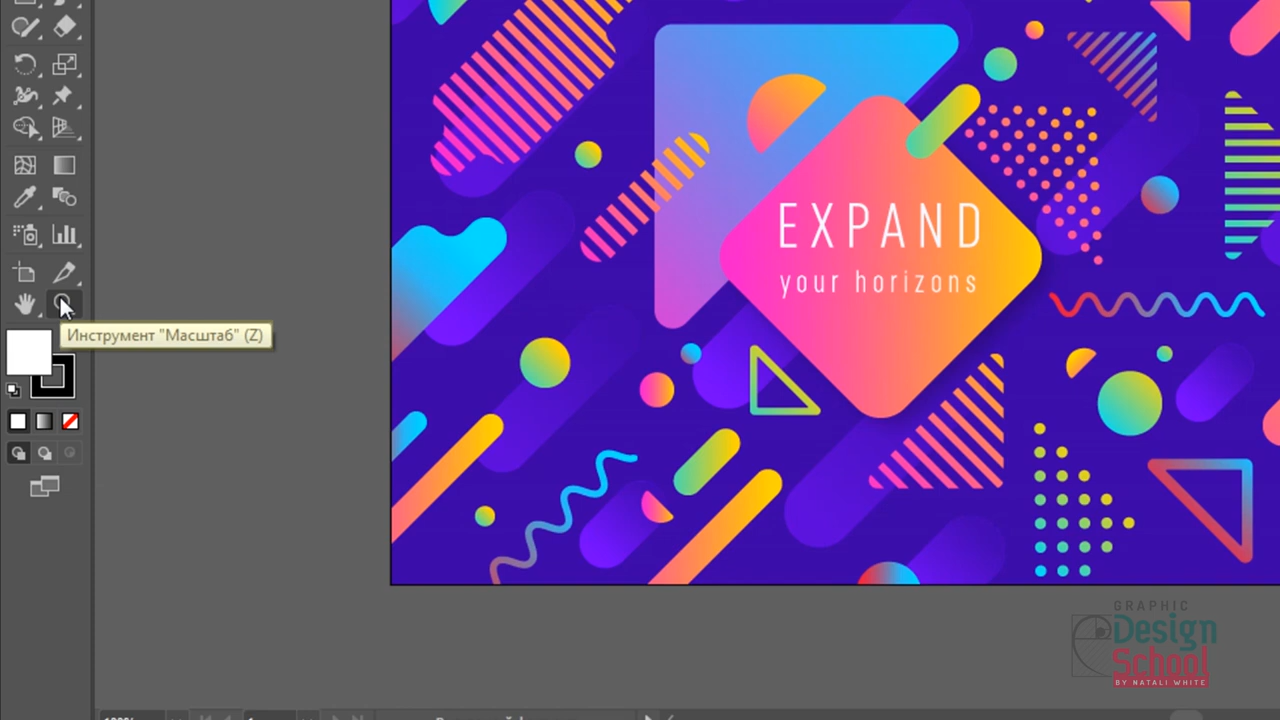 EXPAND
your horizons
Инструмент "Масштаб" (Z)
GRAPHIC
Design
School
BY NATALI WHITE